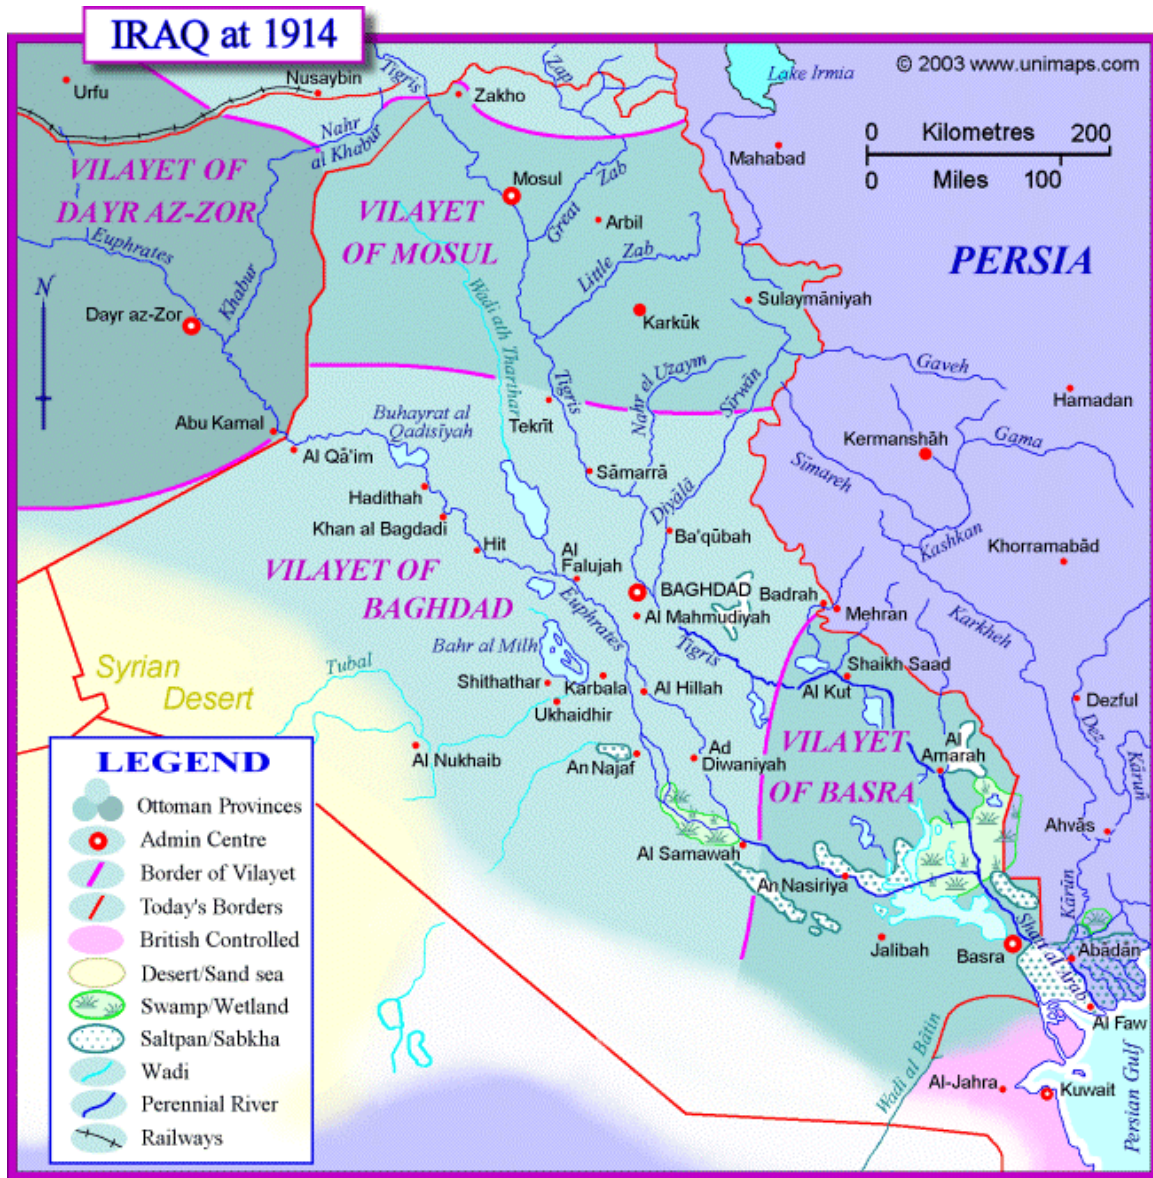 IRAQ at 1914
© 2003 www.unimaps.com
0 Kilometres 200
0 Miles 100
Urfu
Nusaybin
Tigris
Zap
Lake Irmia
Zakho
Nahr
al Khabur
Mahabad
VILAYET OF
DAYR AZ-ZOR
Mosul
Great
Zab
Arbil
VILAYET
OF MOSUL
Euphrates
Khabur
Little Zab
PERSIA
N
Dayr az-Zor
Wadi ath Tharthar
Karkūk
Sulaymāniyah
Tigris
Nahr el Uzaym
Sīrwān
Gaveh
Hamadan
Abu Kamal
Buhayrat al
Qadisīyah
Tekrīt
Kermanshāh
Gama
Al Qā'im
Sāmarrā
Sīmareh
Hadithah
Diyālā
Khan al Bagdadi
Ba'qūbah
Kashkan
Khorramabād
Hit
Al
Falujah
VILAYET OF
BAGHDAD
BAGHDAD
Badrah
Mehran
Euphrates
Al Mahmudiyah
Karkheh
Bahr al Milh
Tigris
Syrian
Desert
Tubal
Shaikh Saad
Shithathar
Karbala
Al Hillah
Al Kut
Dezful
Ukhaidhir
Dez
VILAYET
OF BASRA
Al
Amarah
Kārūn
Al Nukhaib
An Najaf
Ad
Diwaniyah
Ahvās
Al Samawah
An Nasiriya
Kārūn
Shatt al Arab
Jalibah
Basra
Abādān
Al Faw
Wadi al Bātin
Al-Jahra
Kuwait
Persian Gulf
LEGEND
Ottoman Provinces
Admin Centre
Border of Vilayet
Today's Borders
British Controlled
Desert/Sand sea
Swamp/Wetland
Saltpan/Sabkha
Wadi
Perennial River
Railways